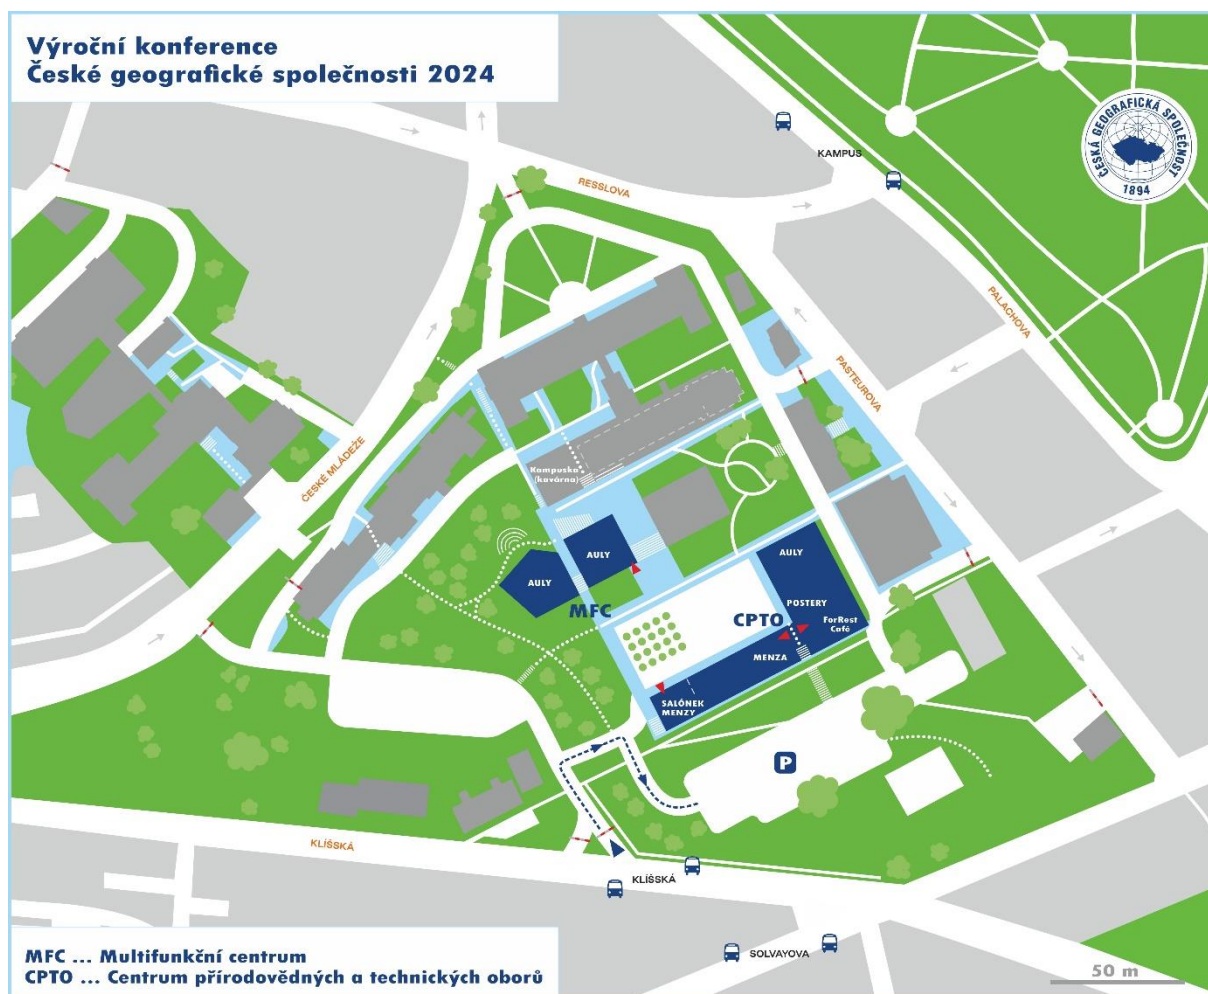 Výroční konference
České geografické společnosti 2024
KAMPUS
ČESKÁ GEOGRAFICKÁ SPOLEČNOST
1894
RESSLOVA
PALACHOVA
PASTEUROVA
ČESKÉ MLÁDEŽE
Kampuska
(kavárna)
AULY
AULY
AULY
MFC
POSTERY
CPTO
ForRest
Café
MENZA
SALÓNEK
MENZY
P
KLÍŠSKÁ
KLÍŠSKÁ
SOLVAYOVA
MFC ... Multifunkční centrum
CPTO ... Centrum přírodovědných a technických oborů
50 m